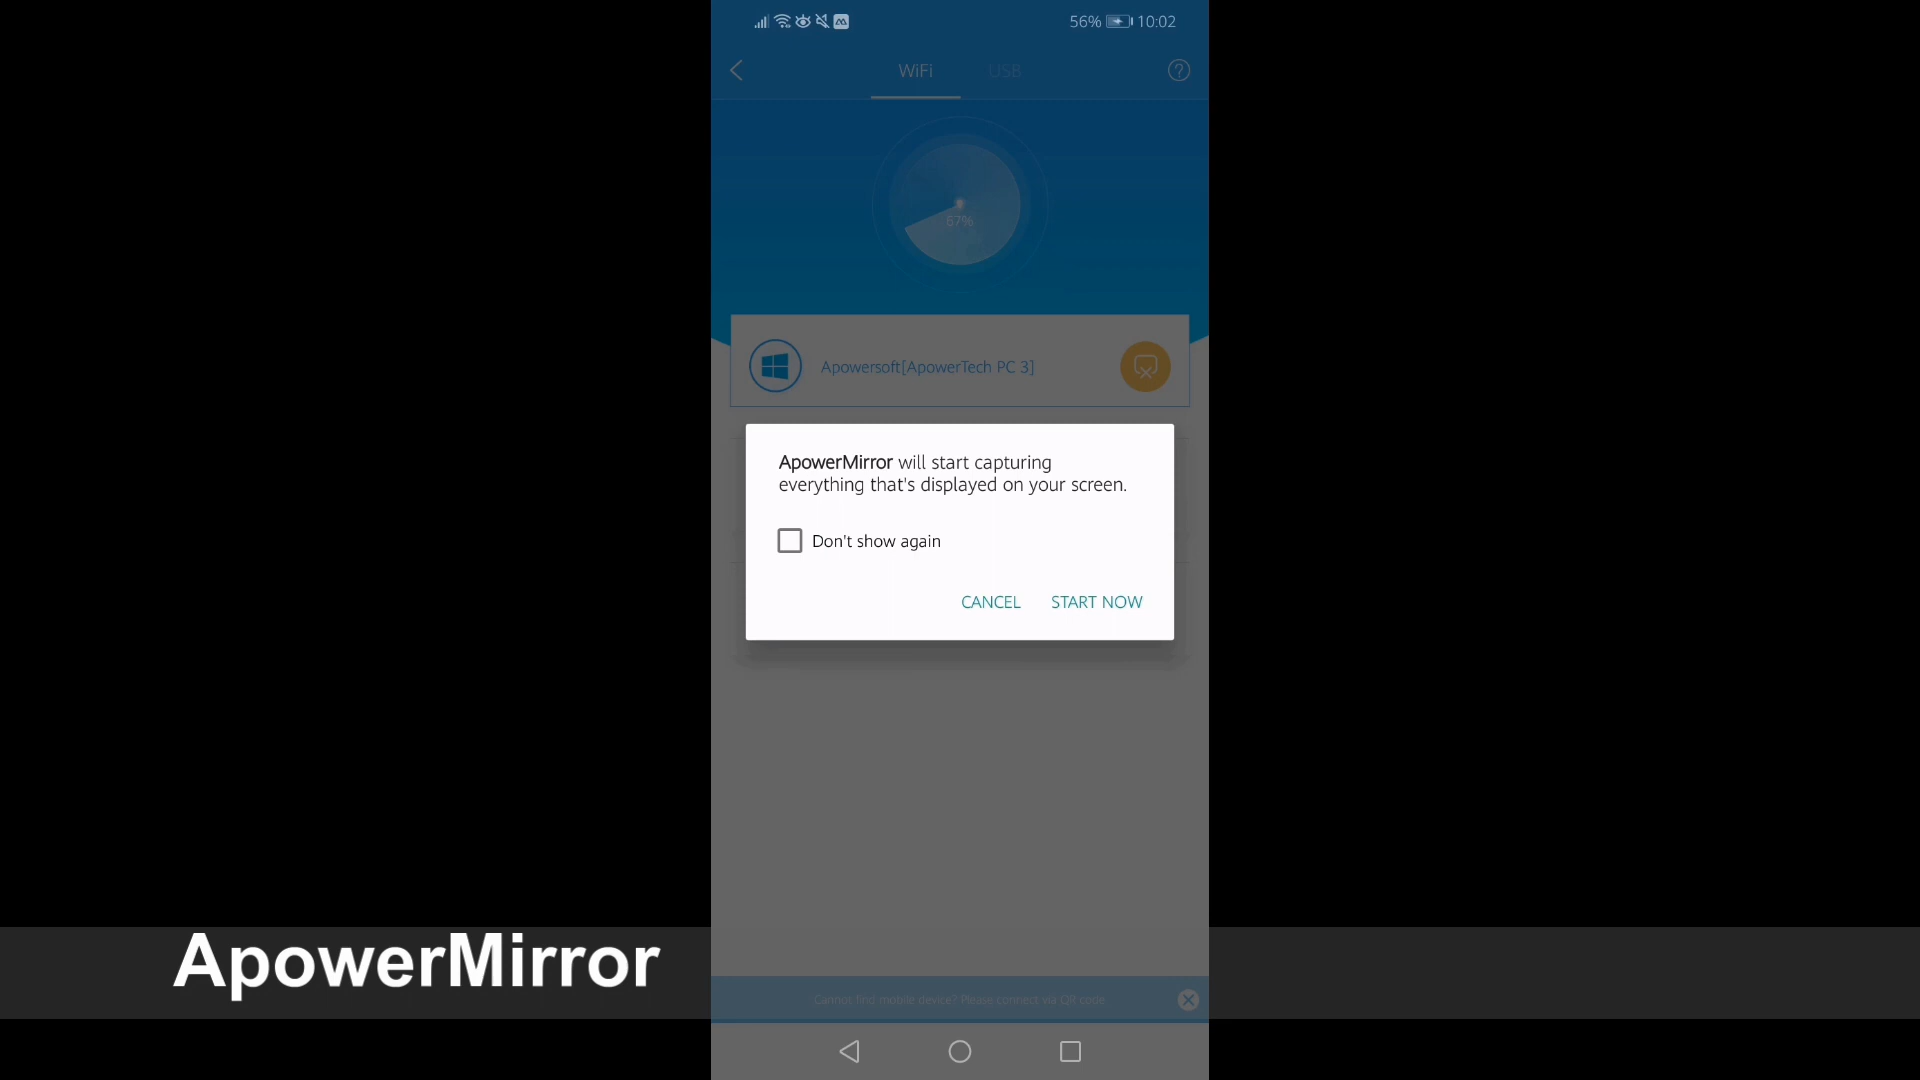 56% 10:02
WiFi USB
67%
Apowersoft[ApowerTech PC 3]
ApowerMirror will start capturing
everything that's displayed on your screen.
Don't show again
CANCEL START NOW
ApowerMirror
Cannot find mobile device? Please connect via QR code.